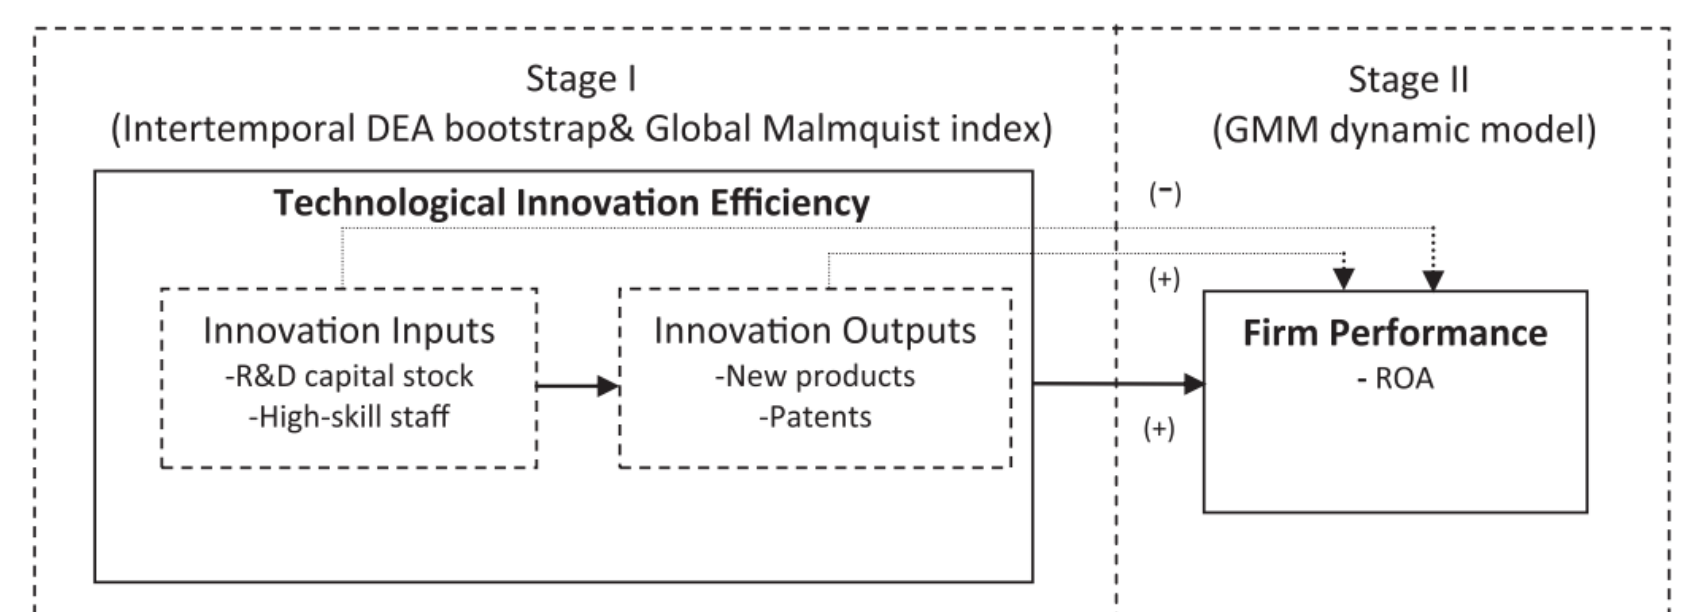 Stage I
(Intertemporal DEA bootstrap& Global Malmquist index)
Technological Innovation Efficiency
Innovation Inputs
-R&D capital stock
-High-skill staff
Innovation Outputs
-New products
-Patents
Stage II
(GMM dynamic model)
(−)
(+)
(+)
Firm Performance
- ROA